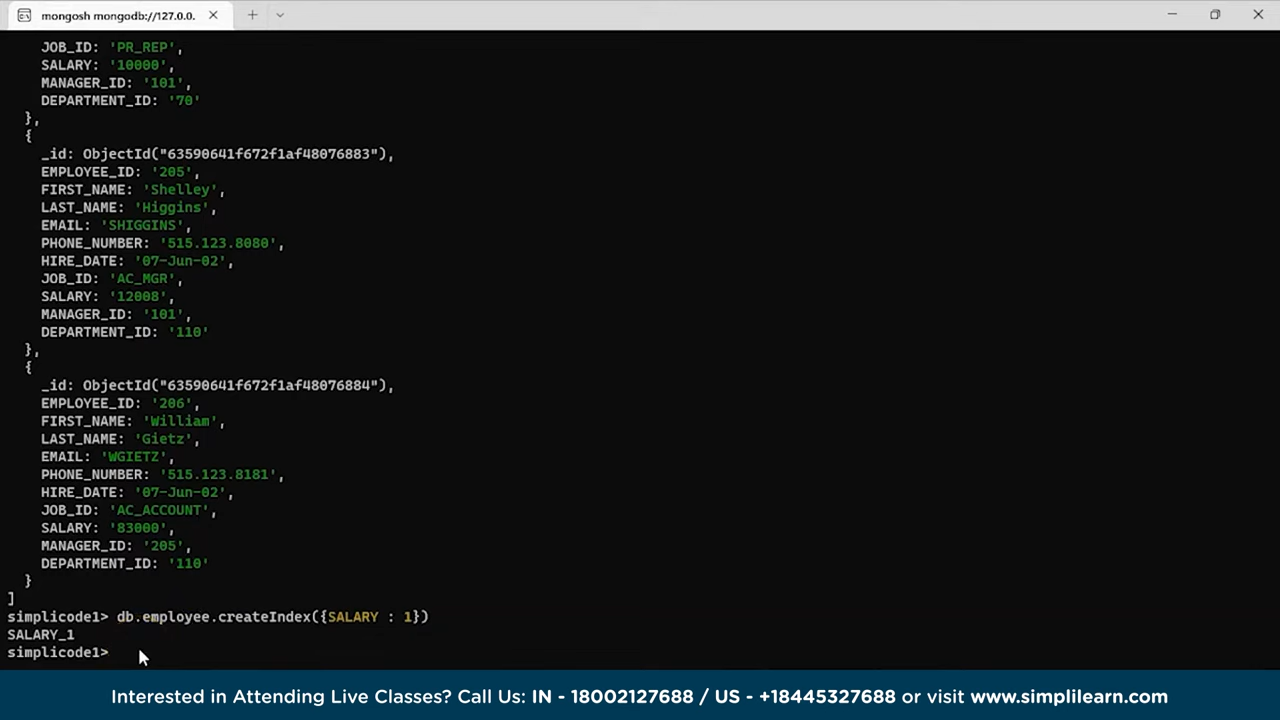 mongosh mongodb://127.0.0.
JOB_ID: 'PR_REP',
SALARY: '10000',
MANAGER_ID: '101',
DEPARTMENT_ID: '70'
},
{
_id: ObjectId("63590641f672f1af48076883"),
EMPLOYEE_ID: '205',
FIRST_NAME: 'Shelley',
LAST_NAME: 'Higgins',
EMAIL: 'SHIGGINS',
PHONE_NUMBER: '515.123.8080',
HIRE_DATE: '07-Jun-02',
JOB_ID: 'AC_MGR',
SALARY: '12008',
MANAGER_ID: '101',
DEPARTMENT_ID: '110'
},
{
_id: ObjectId("63590641f672f1af48076884"),
EMPLOYEE_ID: '206',
FIRST_NAME: 'William',
LAST_NAME: 'Gietz',
EMAIL: 'WGIETZ',
PHONE_NUMBER: '515.123.8181',
HIRE_DATE: '07-Jun-02',
JOB_ID: 'AC_ACCOUNT',
SALARY: '83000',
MANAGER_ID: '205',
DEPARTMENT_ID: '110'
}
]
simplicode1> db.employee.createIndex({SALARY : 1})
SALARY_1
simplicode1>
Interested in Attending Live Classes? Call Us: IN - 18002127688 / US - +18445327688 or visit www.simplilearn.com